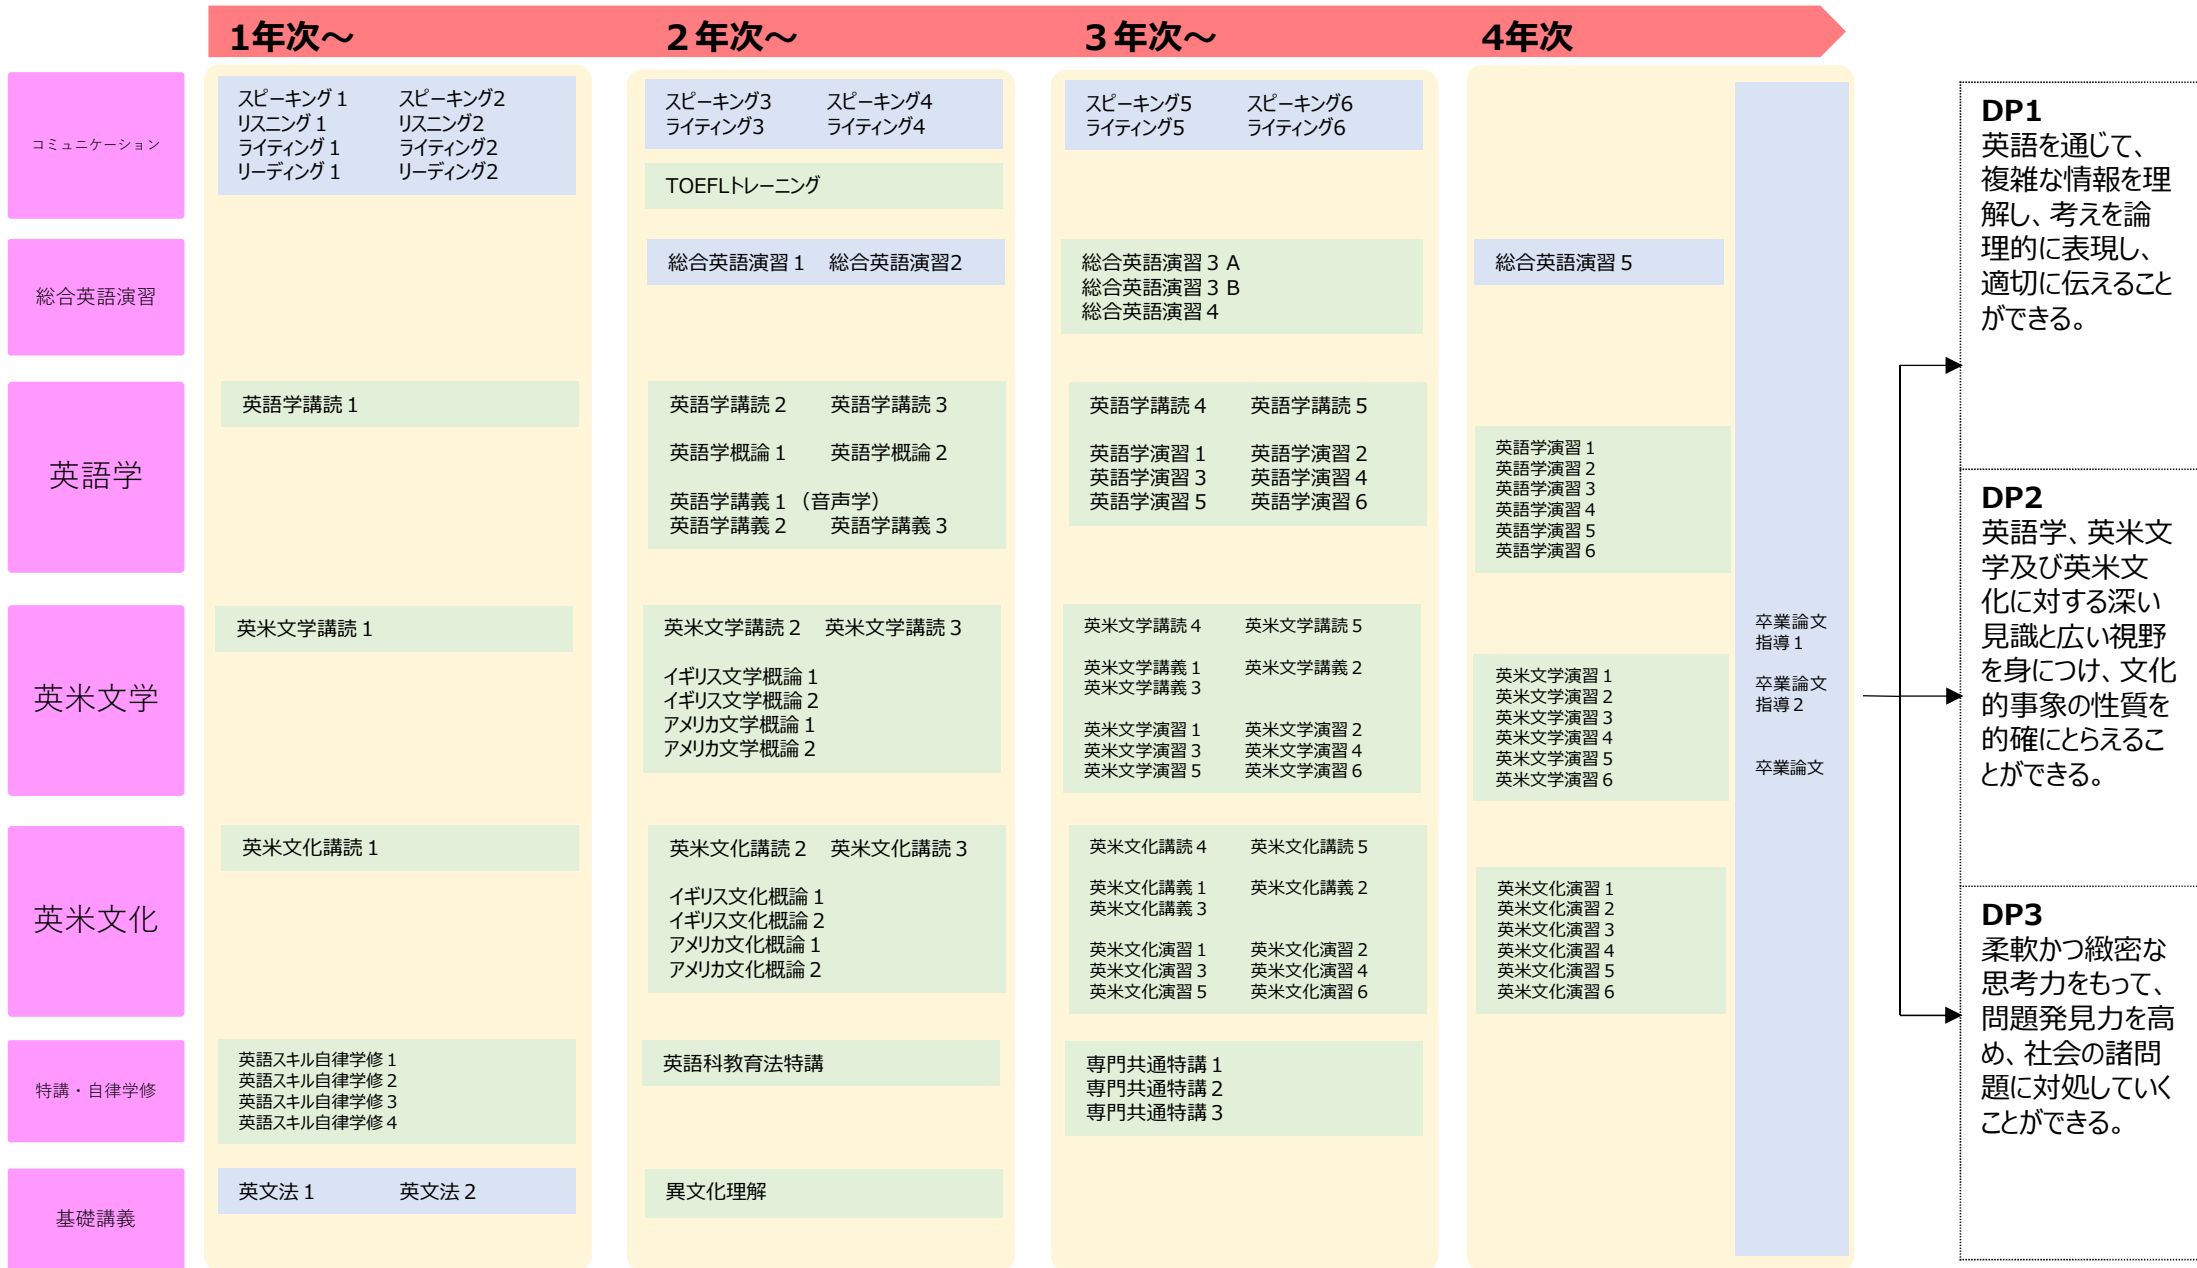 1年次～ ２年次～ ３年次～ 4年次
コミュニケーション
スピーキング１ スピーキング2
リスニング１ リスニング2
ライティング１ ライティング2
リーディング１ リーディング2
スピーキング3 スピーキング4
ライティング3 ライティング4
TOEFLトレーニング
スピーキング5 スピーキング6
ライティング5 ライティング6
総合英語演習
総合英語演習１ 総合英語演習2
総合英語演習３A
総合英語演習３B
総合英語演習４
総合英語演習５
英語学
英語学講読１
英語学講読２ 英語学講読３
英語学概論１ 英語学概論２
英語学講義１（音声学）
英語学講義２ 英語学講義３
英語学講読４ 英語学講読５
英語学演習１ 英語学演習２
英語学演習３ 英語学演習４
英語学演習５ 英語学演習６
英語学演習１
英語学演習２
英語学演習３
英語学演習４
英語学演習５
英語学演習６
英米文学
英米文学講読１
英米文学講読２ 英米文学講読３
イギリス文学概論１
イギリス文学概論２
アメリカ文学概論１
アメリカ文学概論２
英米文学講読４ 英米文学講読５
英米文学講義１ 英米文学講義２
英米文学講義３
英米文学演習１ 英米文学演習２
英米文学演習３ 英米文学演習４
英米文学演習５ 英米文学演習６
英米文学演習１
英米文学演習２
英米文学演習３
英米文学演習４
英米文学演習５
英米文学演習６
英米文化
英米文化講読１
英米文化講読２ 英米文化講読３
イギリス文化概論１
イギリス文化概論２
アメリカ文化概論１
アメリカ文化概論２
英米文化講読４ 英米文化講読５
英米文化講義１ 英米文化講義２
英米文化講義３
英米文化演習１ 英米文化演習２
英米文化演習３ 英米文化演習４
英米文化演習５ 英米文化演習６
英米文化演習１
英米文化演習２
英米文化演習３
英米文化演習４
英米文化演習５
英米文化演習６
特講・自律学修
英語スキル自律学修１
英語スキル自律学修２
英語スキル自律学修３
英語スキル自律学修４
英語科教育法特講
専門共通特講１
専門共通特講２
専門共通特講３
基礎講義
英文法１ 英文法２
異文化理解
卒業論文
指導１
卒業論文
指導２
卒業論文
DP1
英語を通じて、
複雑な情報を理
解し、考えを論
理的に表現し、
適切に伝えること
ができる。
DP2
英語学、英米文
学及び英米文
化に対する深い
見識と広い視野
を身につけ、文化
的事象の性質を
的確にとらえるこ
とができる。
DP3
柔軟かつ緻密な
思考力をもって、
問題発見力を高
め、社会の諸問
題に対処していく
ことができる。